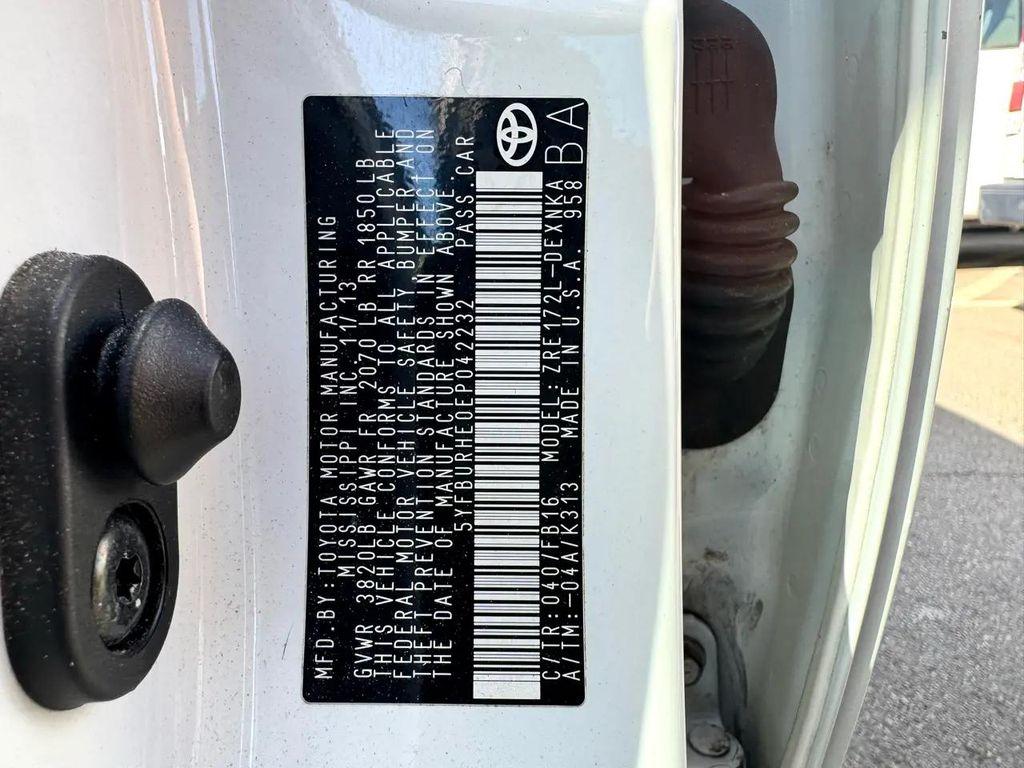 MFD.BY:TOYOTA MOTOR MANUFACTURING
MISSISSIPPI INC. 11/13
GVWR 3820LB GAWR FR 2070 LB RR 1850LB
THIS VEHICLE CONFORMS TO ALL APPLICABLE
FEDERAL MOTOR VEHICLE SAFETY, BUMPER, AND
THEFT PREVENTION STANDARDS IN EFFECT ON
THE DATE OF MANUFACTURE SHOWN ABOVE.
5YFBURHE0EP042232 PASS.CAR
C/TR:040/FB16 MODEL:ZRE172L-DEXNKA
A/TM:-04A/K313 MADE IN U.S.A. 958 BA